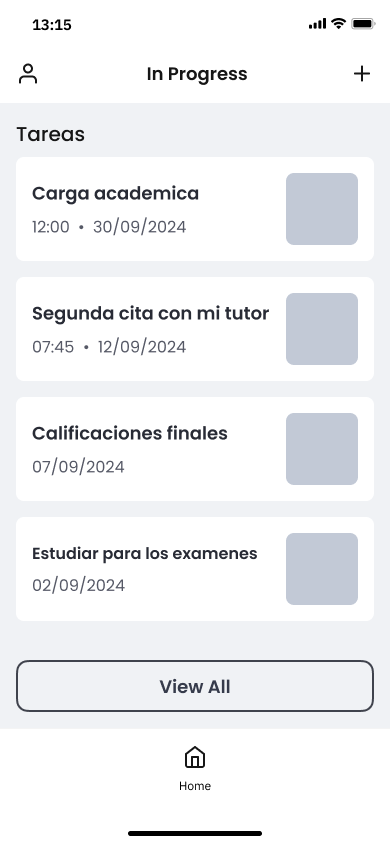 13:15
In Progress
Tareas
Carga academica
12:00 • 30/09/2024
Segunda cita con mi tutor
07:45 • 12/09/2024
Calificaciones finales
07/09/2024
Estudiar para los examenes
02/09/2024
View All
Home